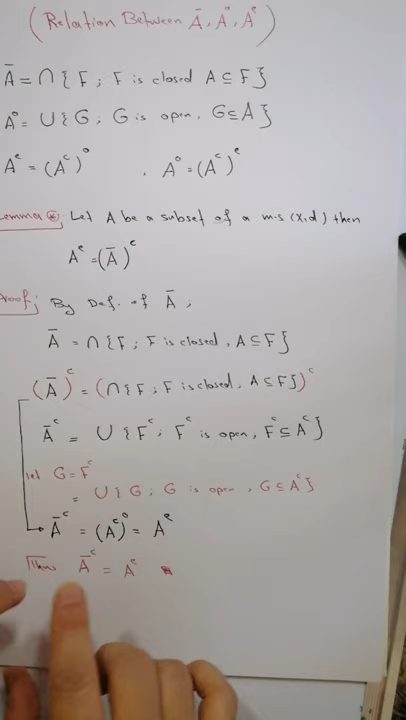 (Relation Between Ā, A°, Aᵉ)
Ā = ∩ { F ; F is closed A ⊆ F }
A° = ∪ { G ; G is open, G ⊆ A }
Aᵉ = (Aᶜ)° , A° = (Aᶜ)ᵉ
Lemma ⊛: Let A be a subset of a m.s (X,d) then
Aᵉ = (Ā)ᶜ
Proof; By Def. of Ā ;
Ā = ∩ { F ; F is closed, A ⊆ F }
(Ā)ᶜ = (∩ { F ; F is closed, A ⊆ F })ᶜ
Āᶜ = ∪ { Fᶜ ; Fᶜ is open, Fᶜ ⊆ Aᶜ }
let G = Fᶜ
= ∪ { G ; G is open, G ⊆ Aᶜ }
Āᶜ = (Aᶜ)° = Aᵉ
Thus Āᶜ = Aᵉ